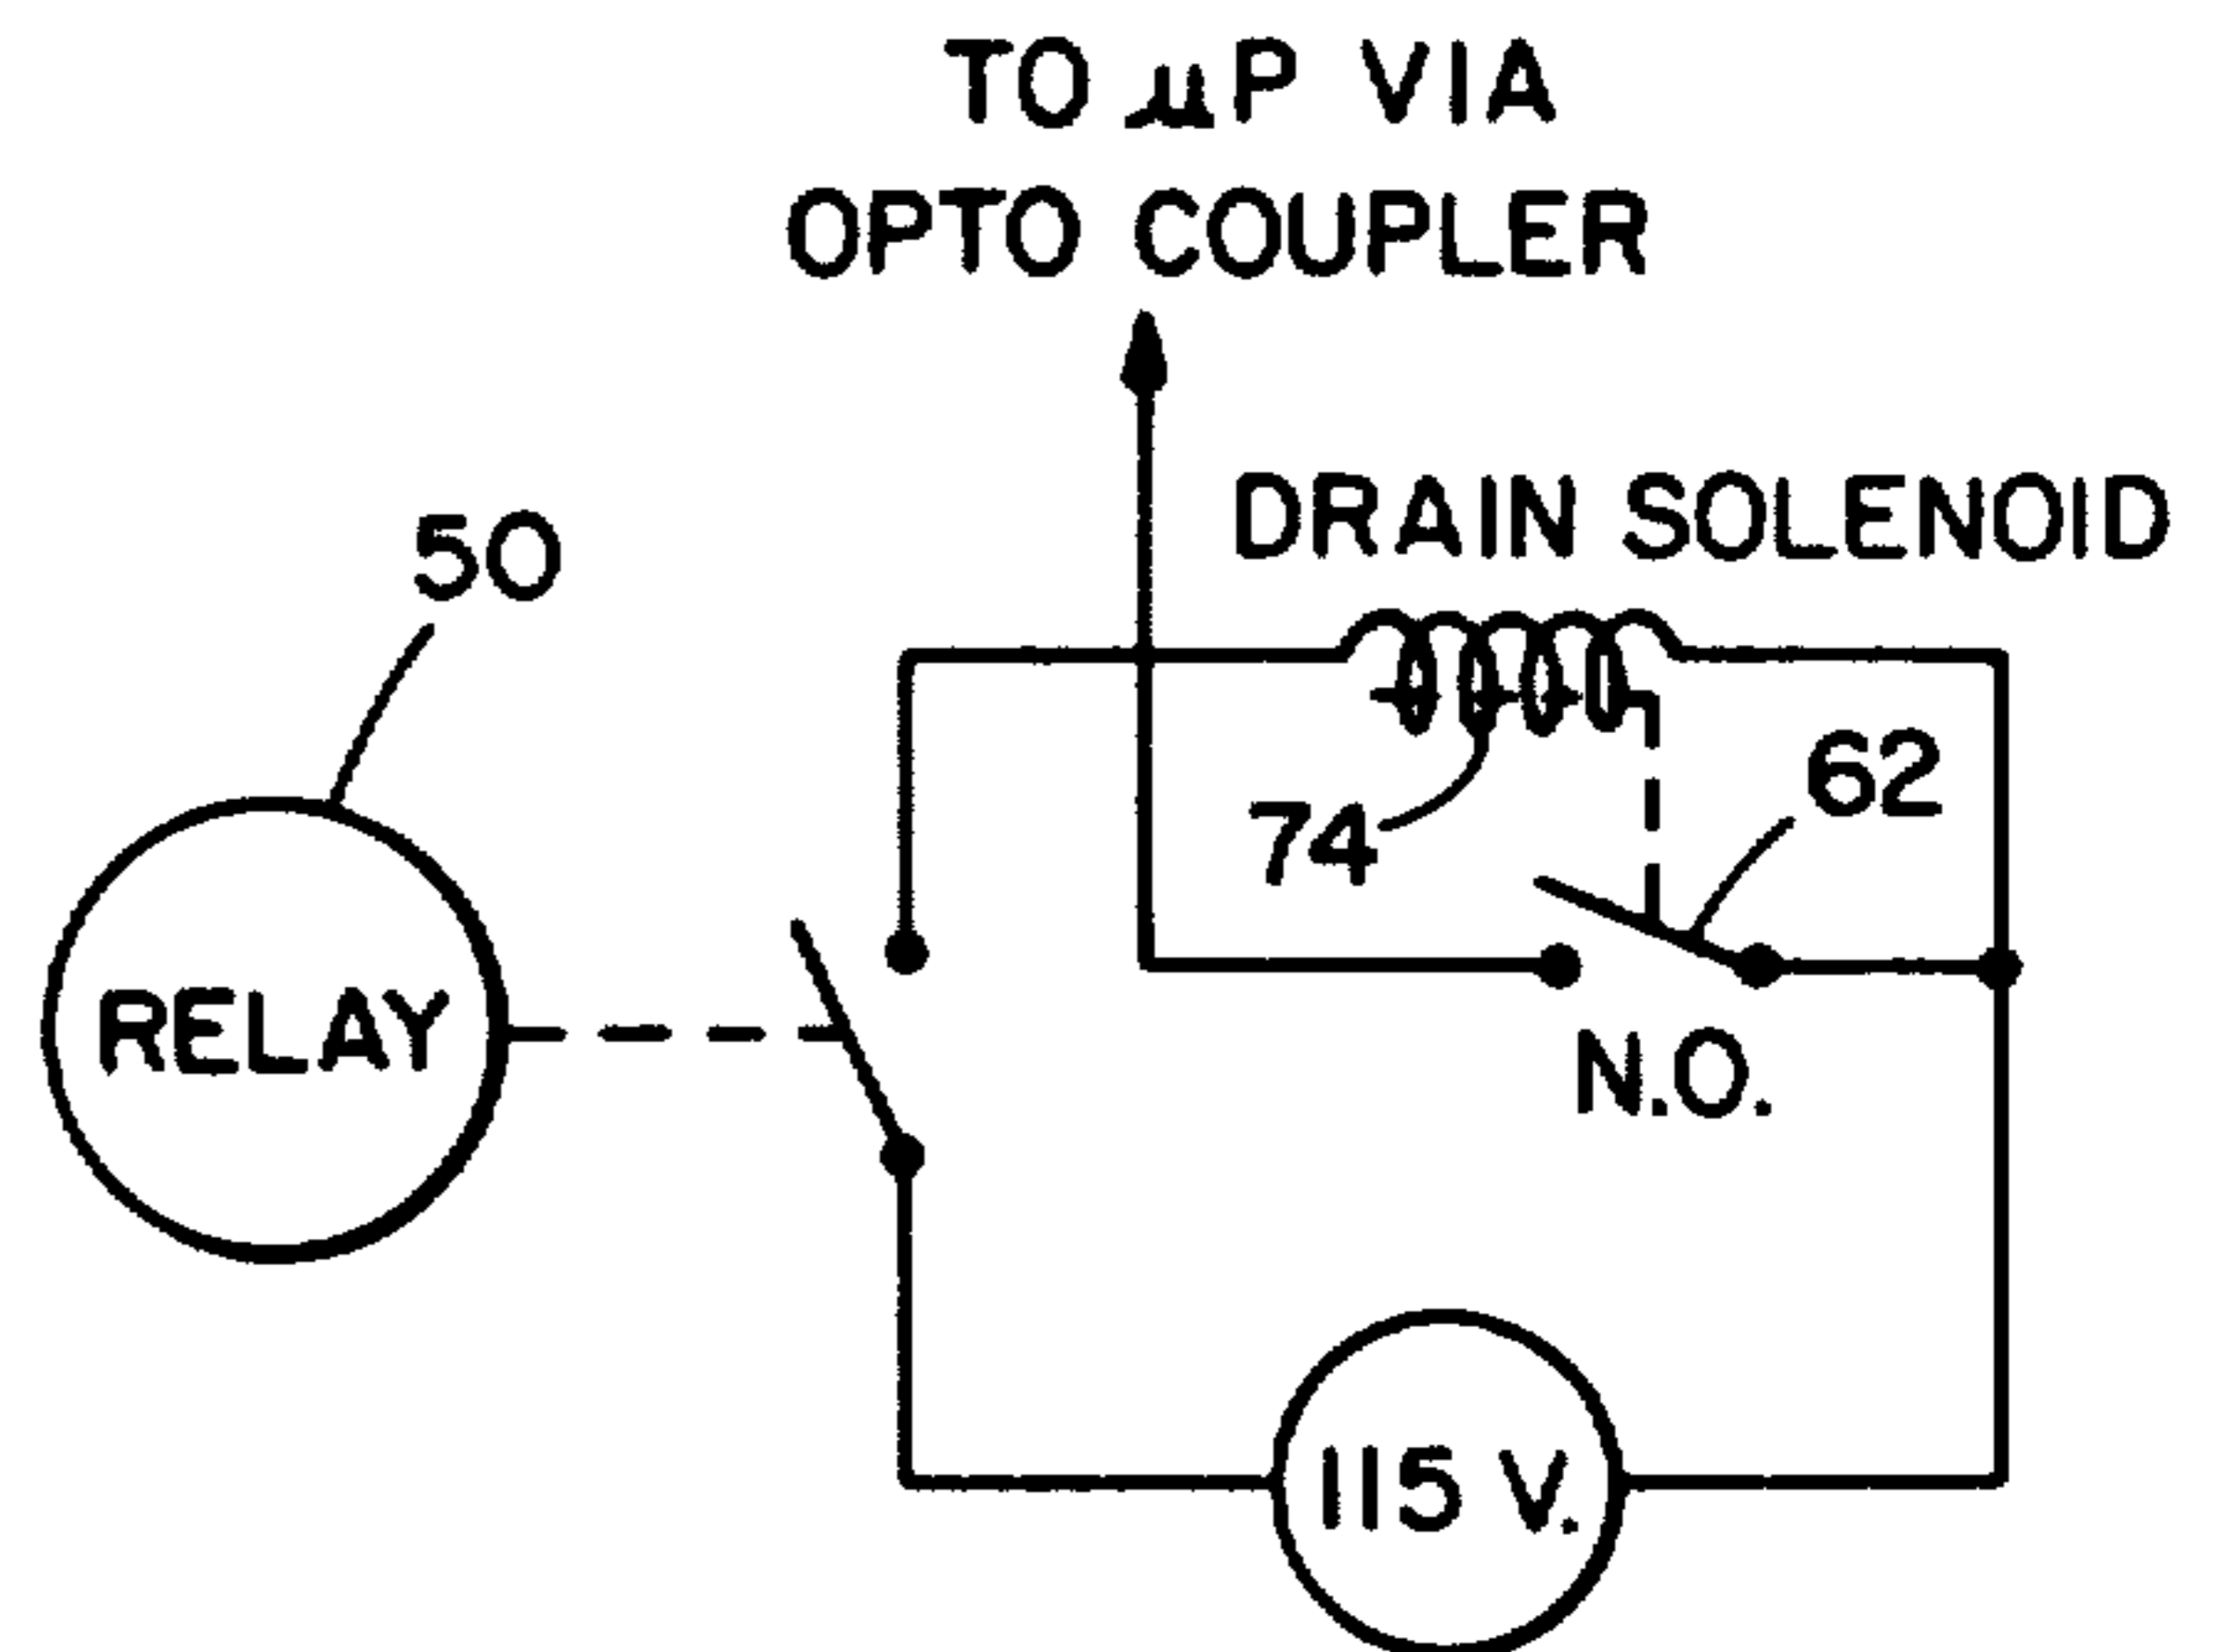 TO µP VIA
OPTO COUPLER
DRAIN SOLENOID
50
62
74
RELAY
N.O.
115 V.